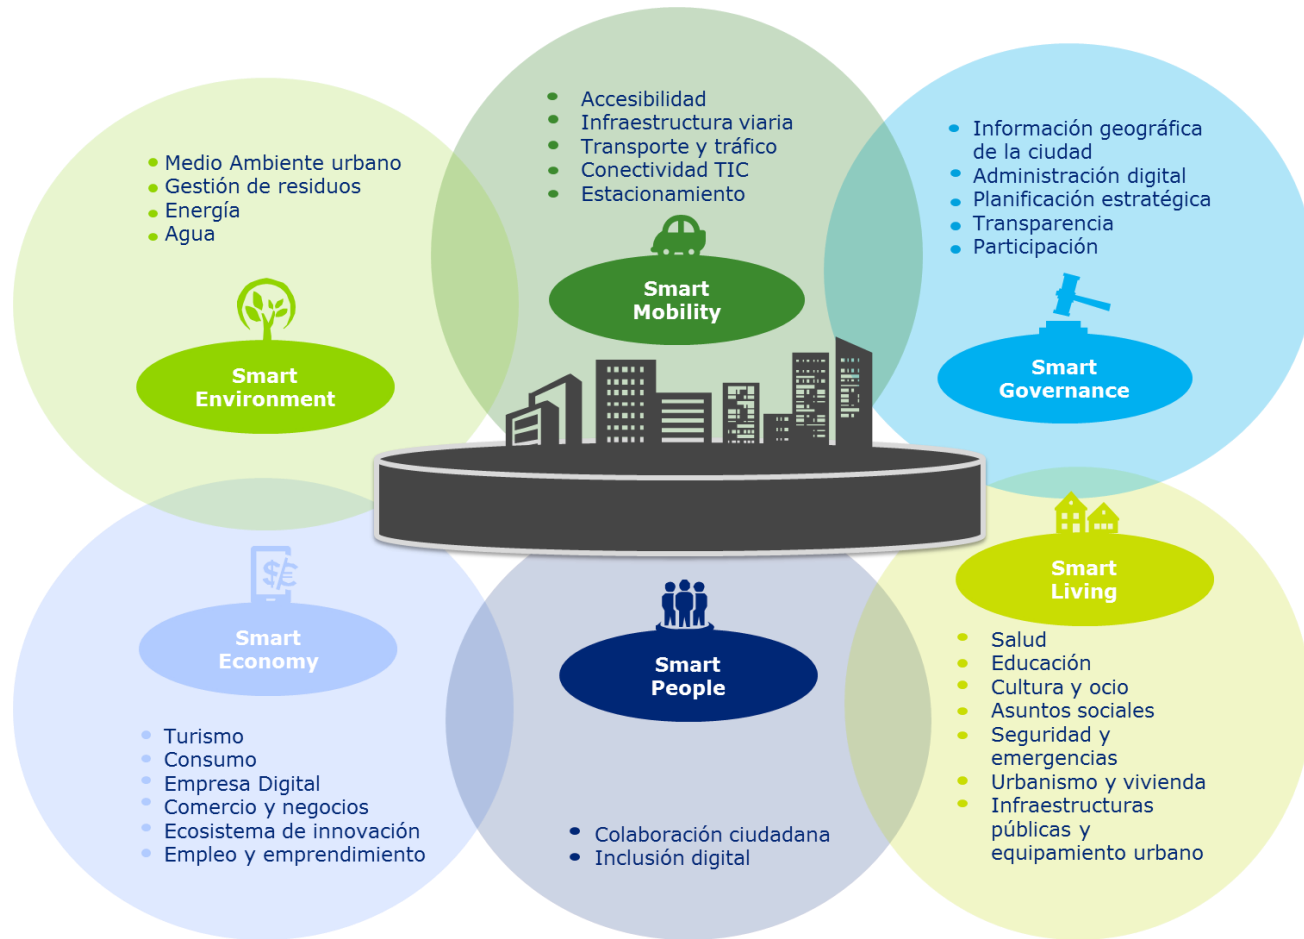 Medio Ambiente urbano
Gestión de residuos
Energía
Agua
Smart
Environment
Accesibilidad
Infraestructura viaria
Transporte y tráfico
Conectividad TIC
Estacionamiento
Smart
Mobility
Información geográfica
de la ciudad
Administración digital
Planificación estratégica
Transparencia
Participación
Smart
Governance
Smart
Economy
Turismo
Consumo
Empresa Digital
Comercio y negocios
Ecosistema de innovación
Empleo y emprendimiento
Smart
People
Colaboración ciudadana
Inclusión digital
Smart
Living
Salud
Educación
Cultura y ocio
Asuntos sociales
Seguridad y
emergencias
Urbanismo y vivienda
Infraestructuras
públicas y
equipamiento urbano